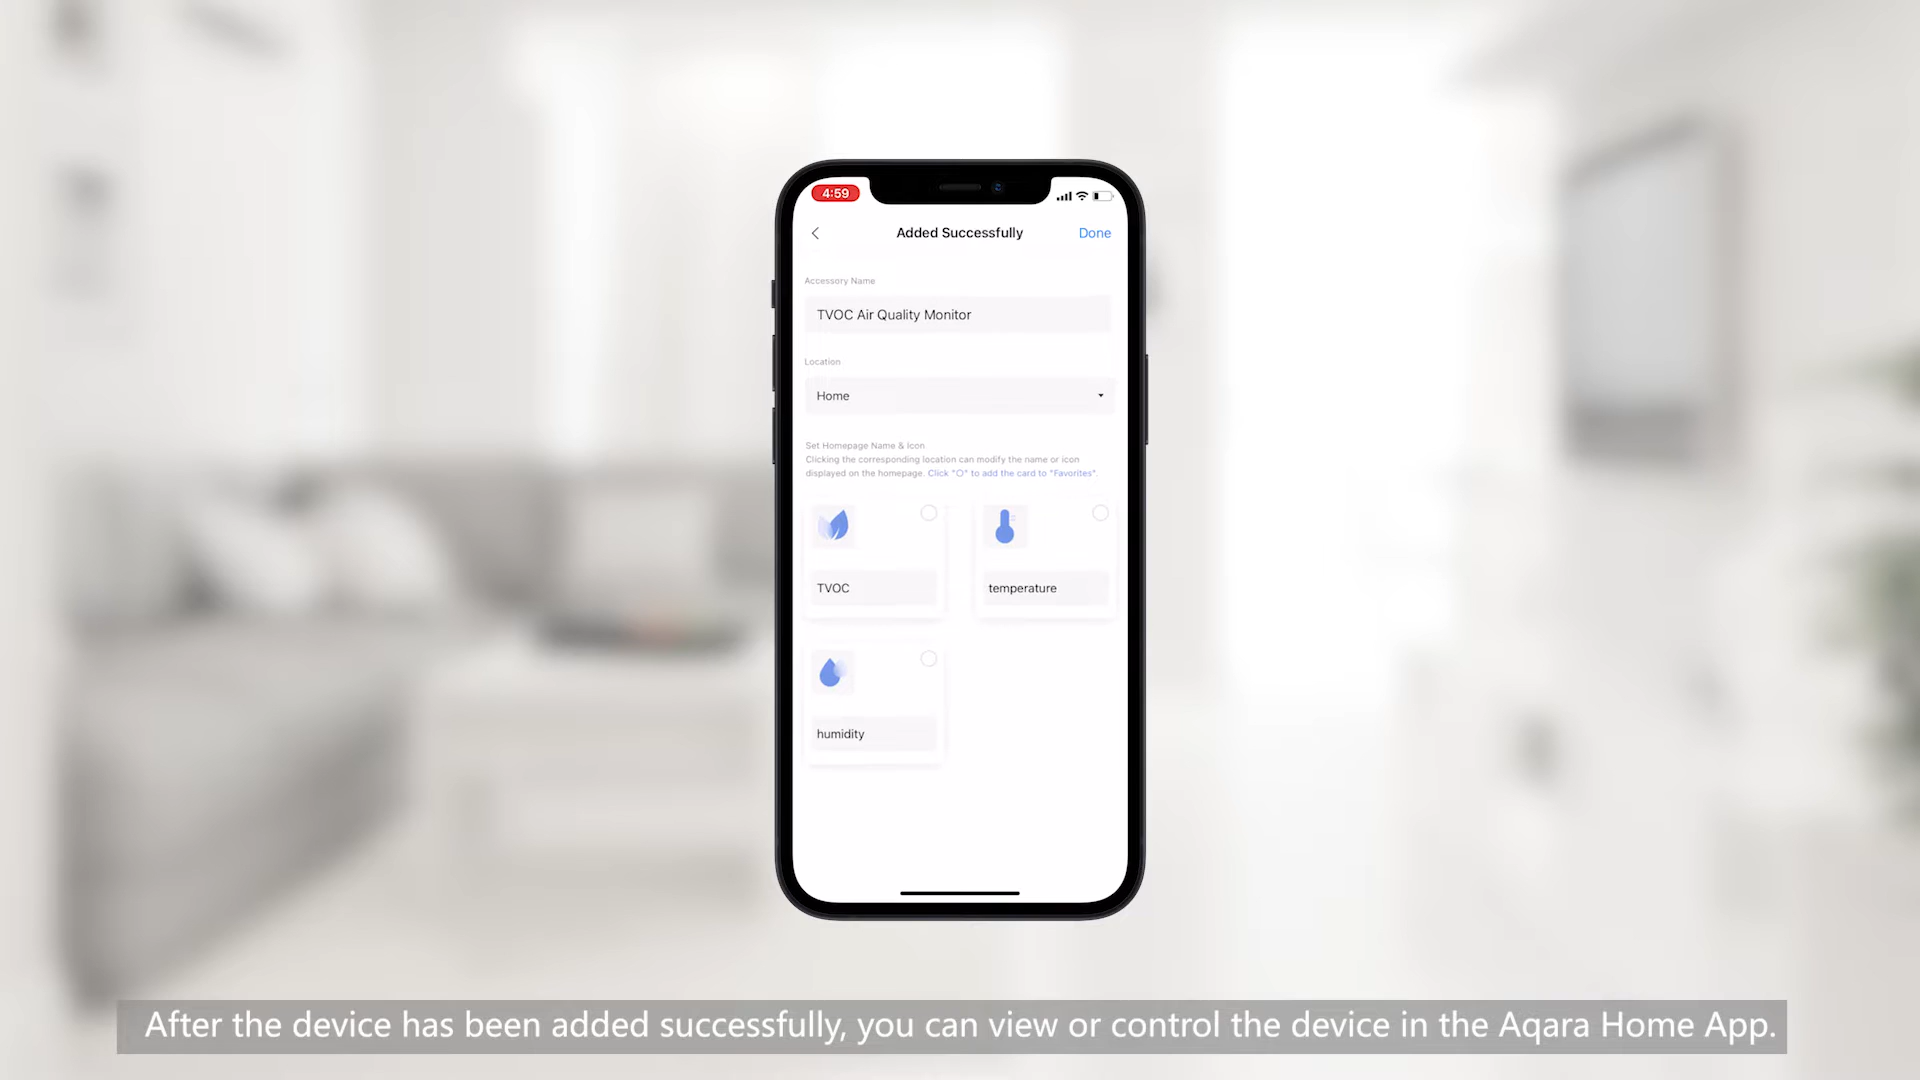 4:59
Added Successfully
Done
Accessory Name
TVOC Air Quality Monitor
Location
Home
Set Homepage Name & Icon
Clicking the corresponding location can modify the name or icon
displayed on the homepage. Click "O" to add the card to "Favorites".
TVOC
temperature
humidity
After the device has been added successfully, you can view or control the device in the Aqara Home App.